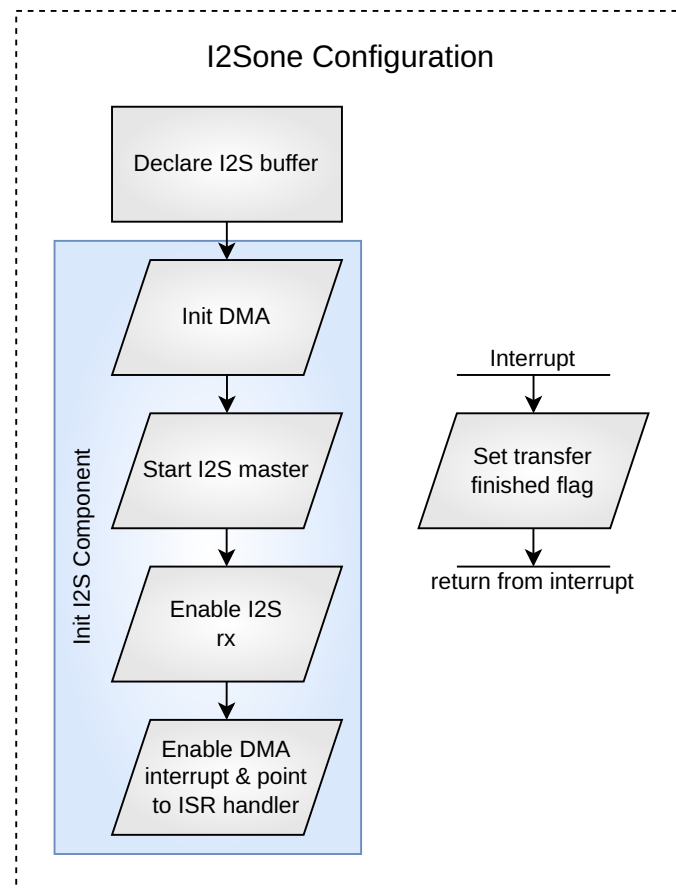 I2Sone Configuration
Declare I2S buffer
Init I2S Component
Init DMA
Start I2S master
Enable I2S
rx
Enable DMA
interrupt & point
to ISR handler
Interrupt
Set transfer
finished flag
return from interrupt